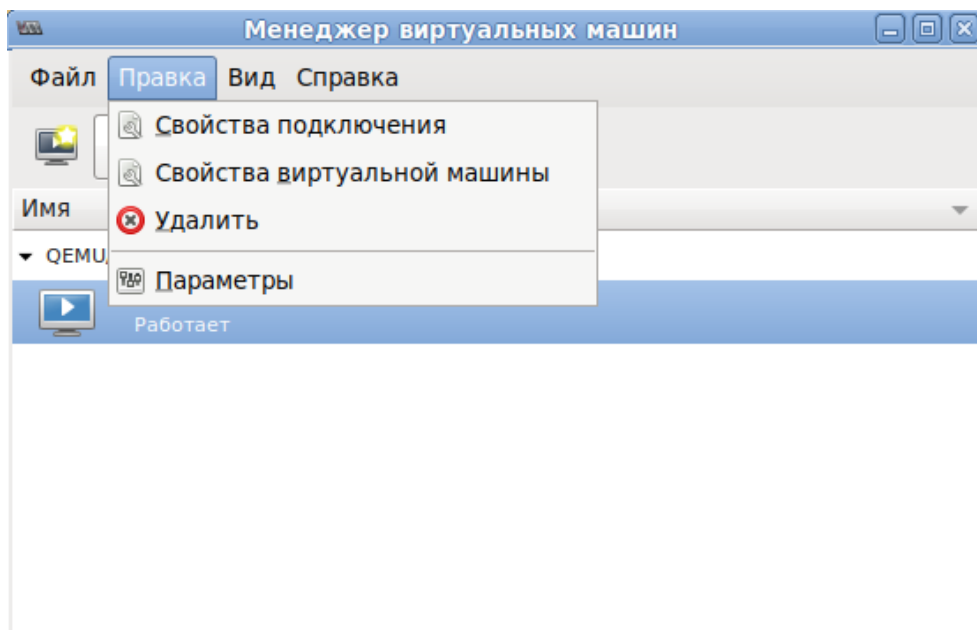 Менеджер виртуальных машин
Файл Правка Вид Справка
Свойства подключения
Свойства виртуальной машины
Имя
Удалить
QEMU
Параметры
Работает